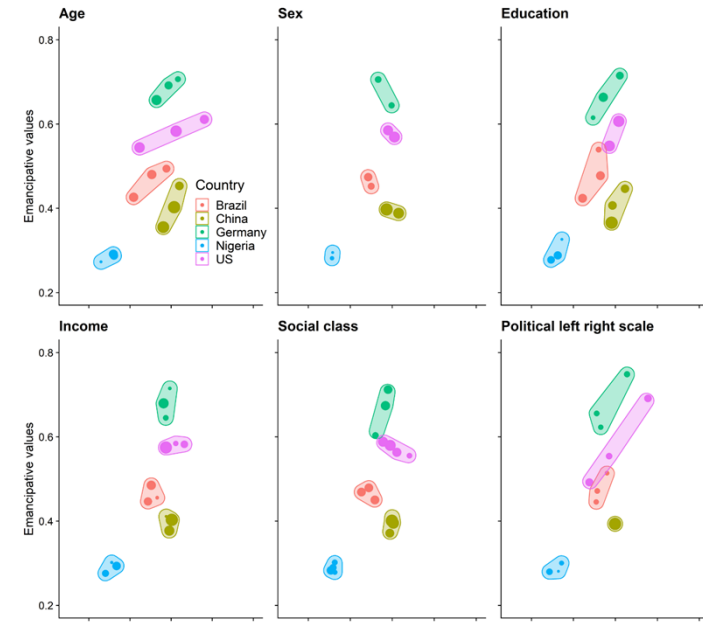 Age
Sex
Education
Emancipative values
0.8
0.6
0.4
0.2
Country
Brazil
China
Germany
Nigeria
US
Income
Social class
Political left right scale
Emancipative values
0.8
0.6
0.4
0.2